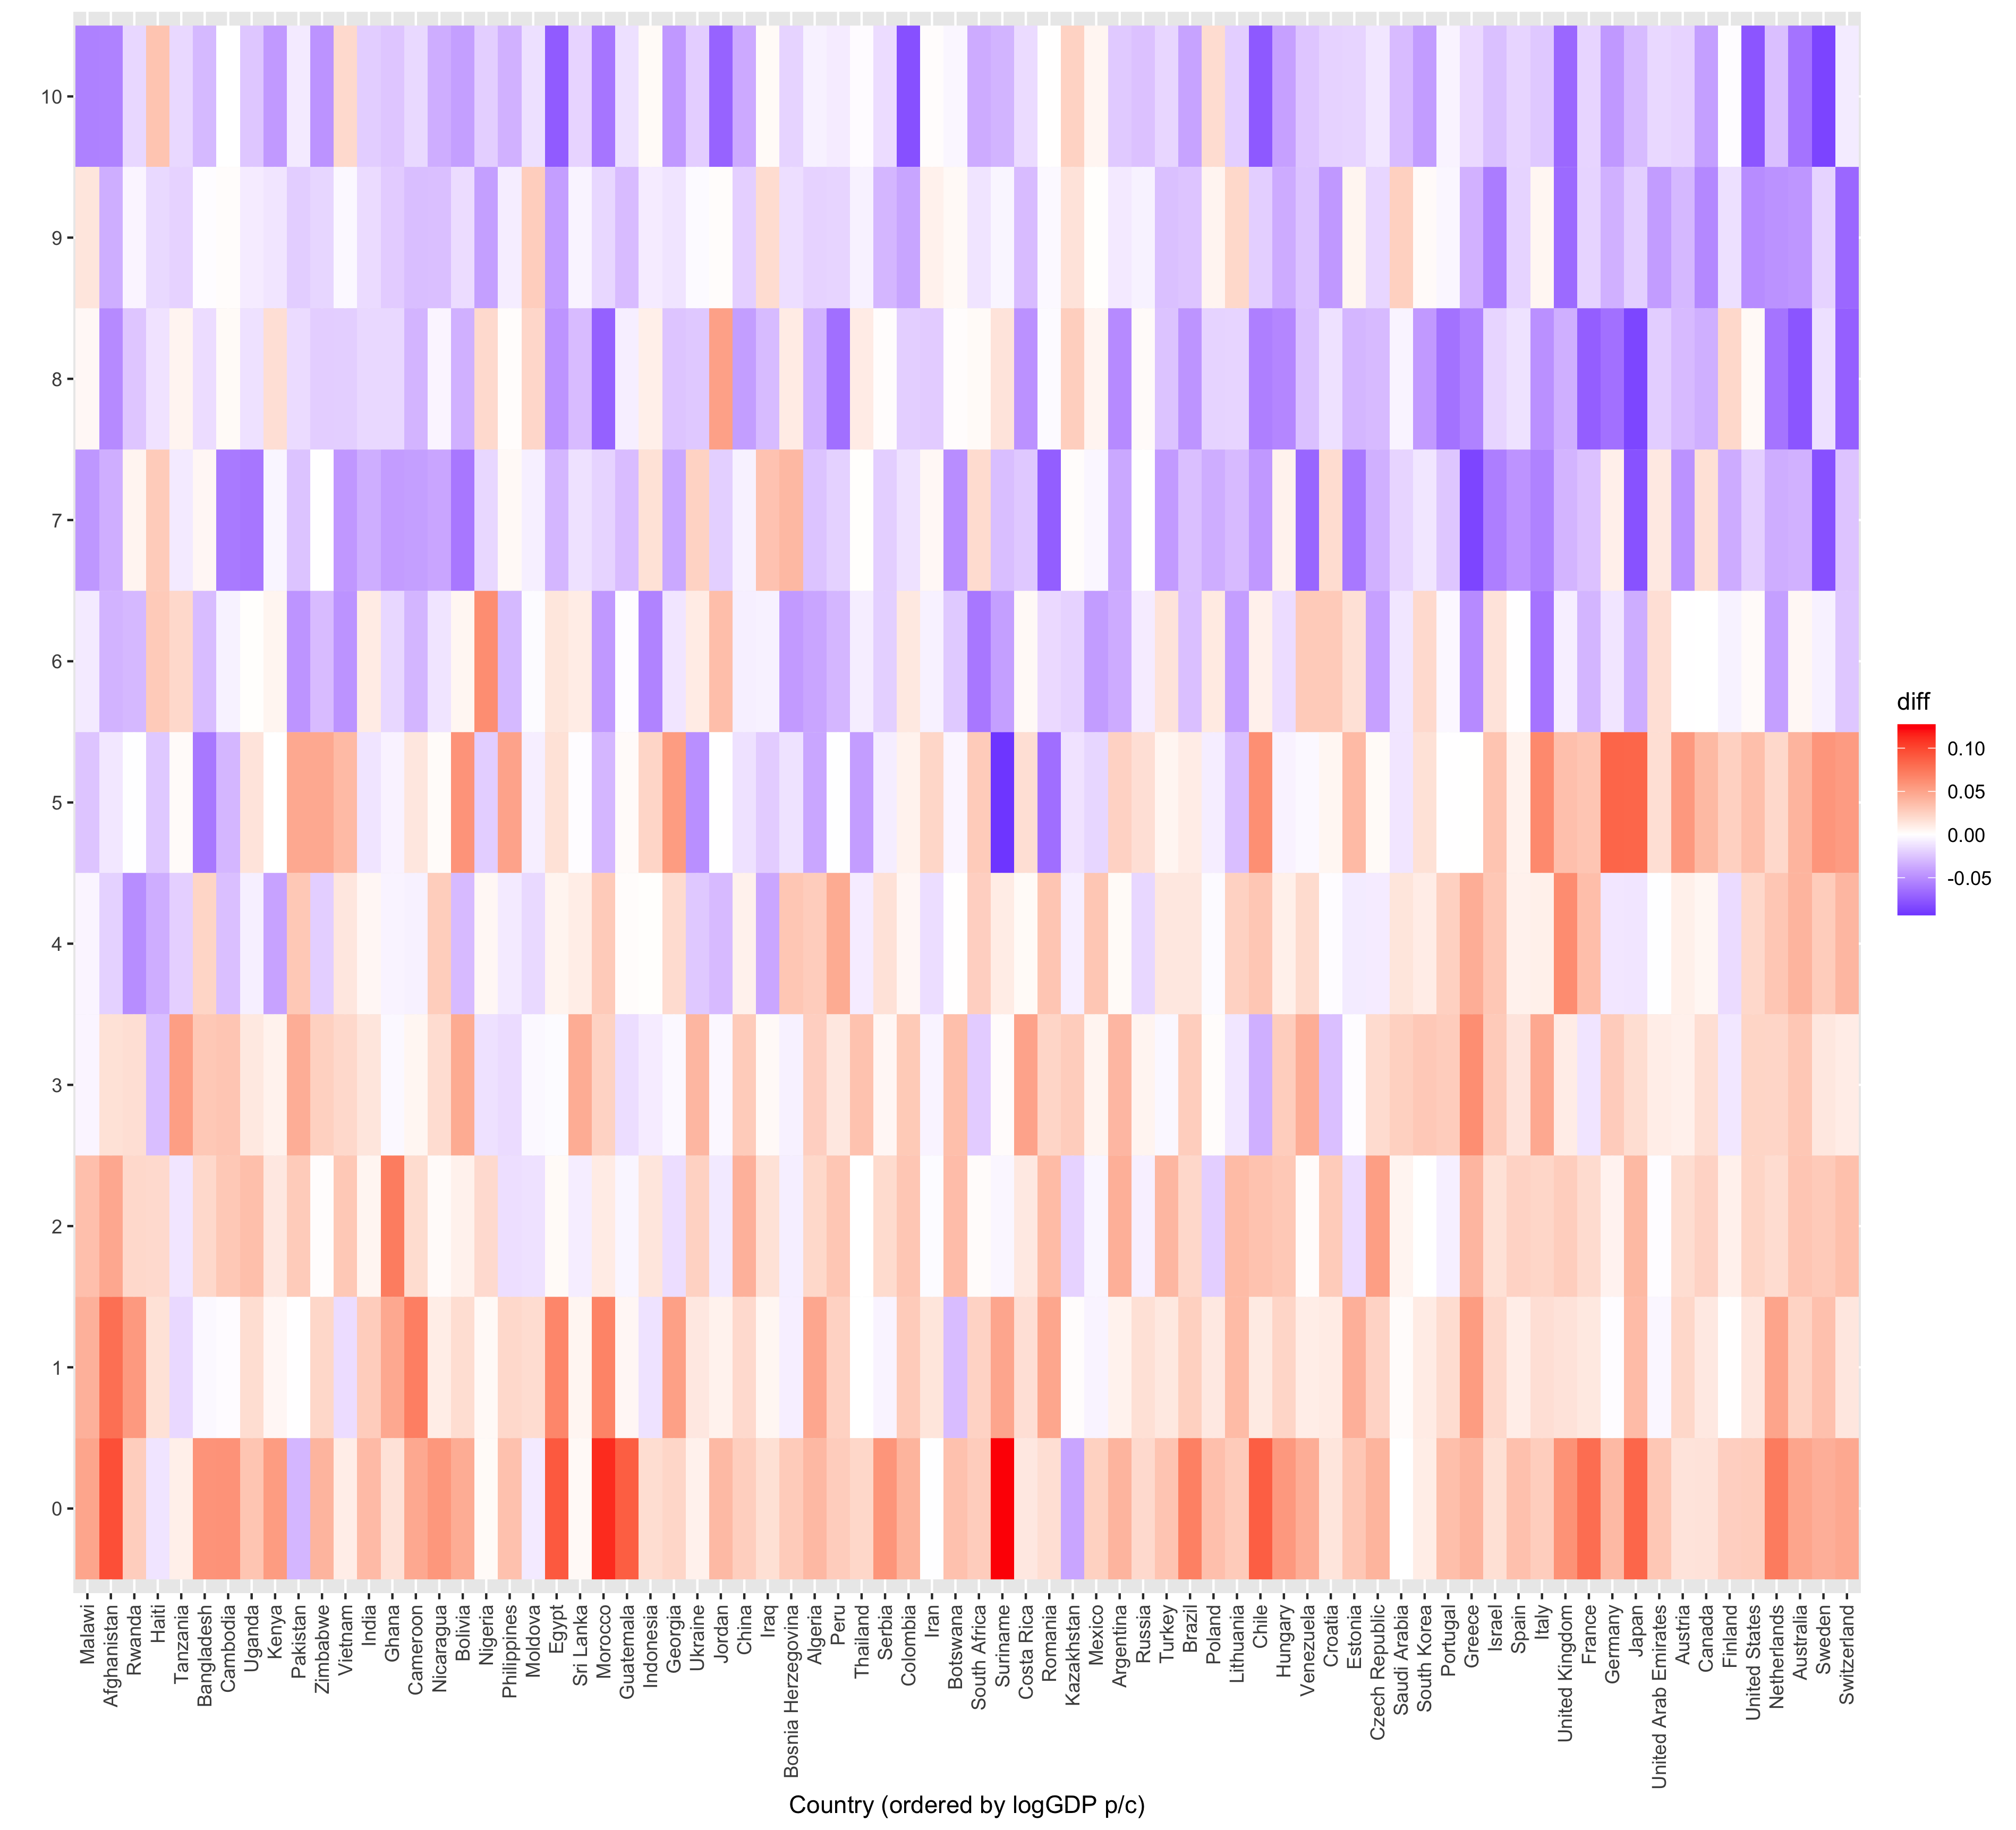 10
9
8
7
6
5
4
3
2
1
0
diff
0.10
0.05
0.00
-0.05
Malawi
Afghanistan
Rwanda
Haiti
Tanzania
Bangladesh
Cambodia
Uganda
Kenya
Pakistan
Zimbabwe
Vietnam
India
Ghana
Cameroon
Nicaragua
Bolivia
Nigeria
Philippines
Moldova
Egypt
Sri Lanka
Morocco
Guatemala
Indonesia
Georgia
Ukraine
Jordan
China
Iraq
Bosnia Herzegovina
Algeria
Peru
Thailand
Serbia
Colombia
Iran
Botswana
South Africa
Suriname
Costa Rica
Romania
Kazakhstan
Mexico
Argentina
Russia
Turkey
Brazil
Poland
Lithuania
Chile
Hungary
Venezuela
Croatia
Estonia
Czech Republic
Saudi Arabia
South Korea
Portugal
Greece
Israel
Spain
Italy
United Kingdom
France
Germany
Japan
United Arab Emirates
Austria
Canada
Finland
United States
Netherlands
Australia
Sweden
Switzerland
Country (ordered by logGDP p/c)